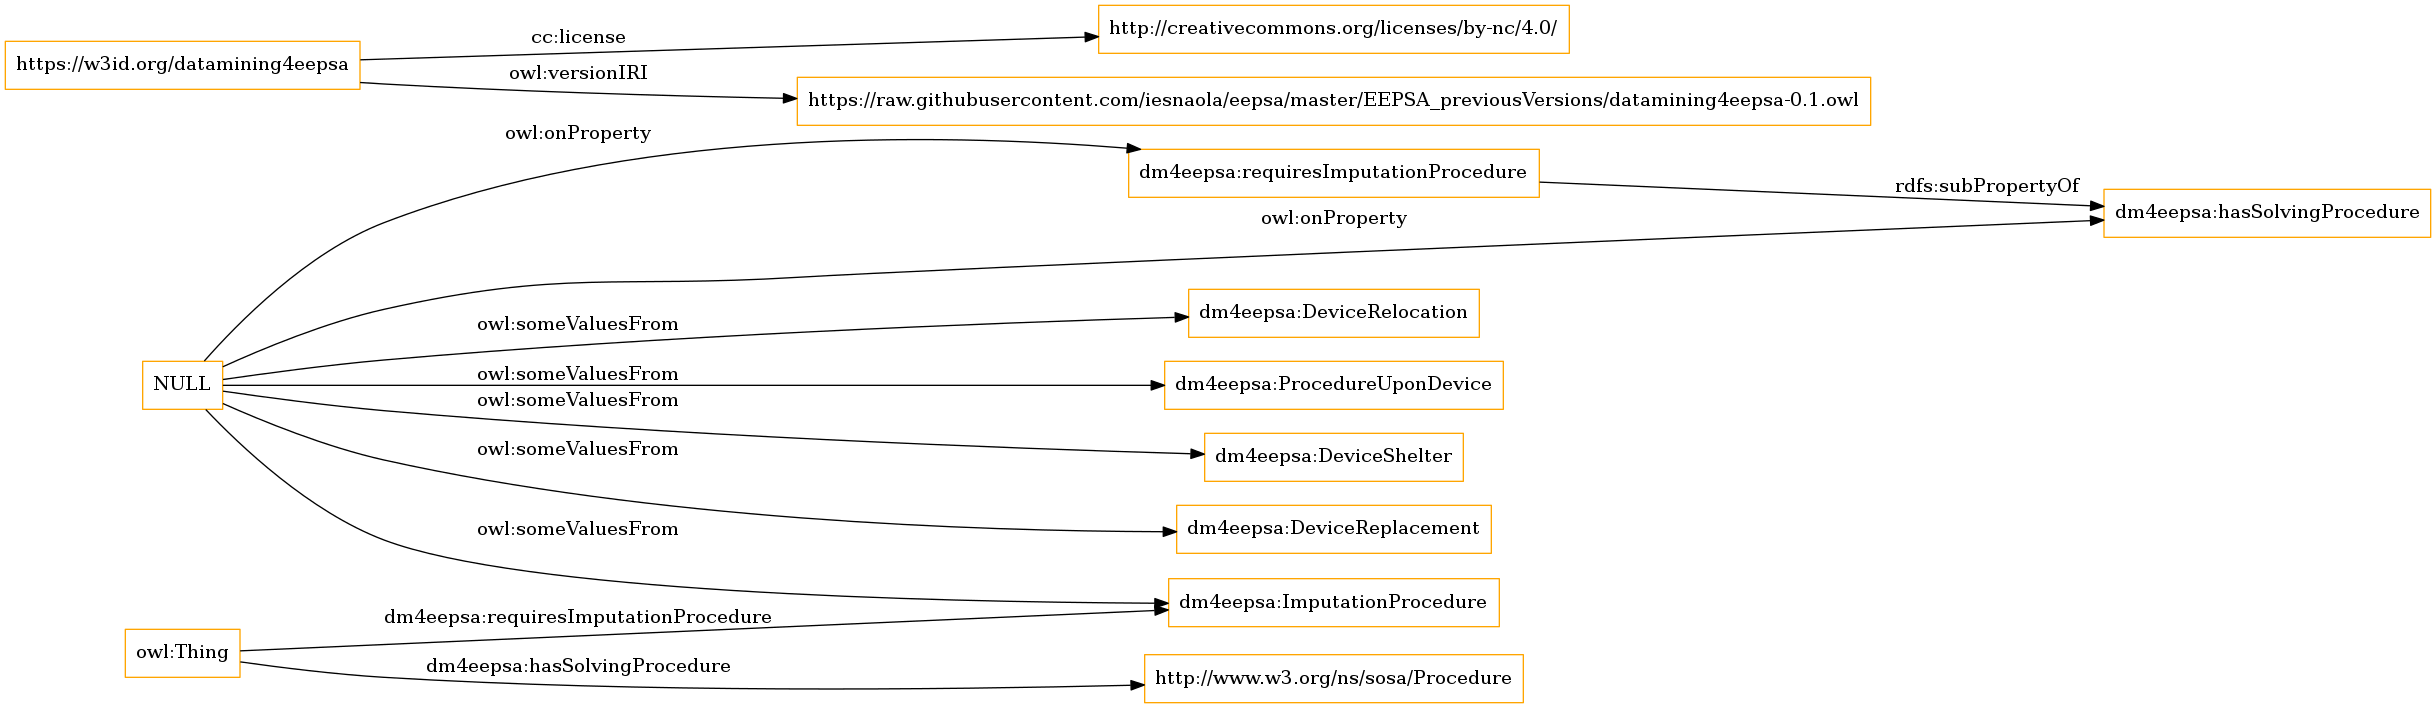 cc:license
http://creativecommons.org/licenses/by-nc/4.0/
https://w3id.org/datamining4eepsa
owl:versionIRI
https://raw.githubusercontent.com/iesnaola/eepsa/master/EEPSA_previousVersions/datamining4eepsa-0.1.owl
owl:onProperty
dm4eepsa:requiresImputationProcedure
rdfs:subPropertyOf
dm4eepsa:hasSolvingProcedure
owl:onProperty
owl:someValuesFrom
dm4eepsa:DeviceRelocation
NULL
owl:someValuesFrom
dm4eepsa:ProcedureUponDevice
owl:someValuesFrom
dm4eepsa:DeviceShelter
owl:someValuesFrom
dm4eepsa:DeviceReplacement
owl:someValuesFrom
dm4eepsa:ImputationProcedure
dm4eepsa:requiresImputationProcedure
owl:Thing
dm4eepsa:hasSolvingProcedure
http://www.w3.org/ns/sosa/Procedure